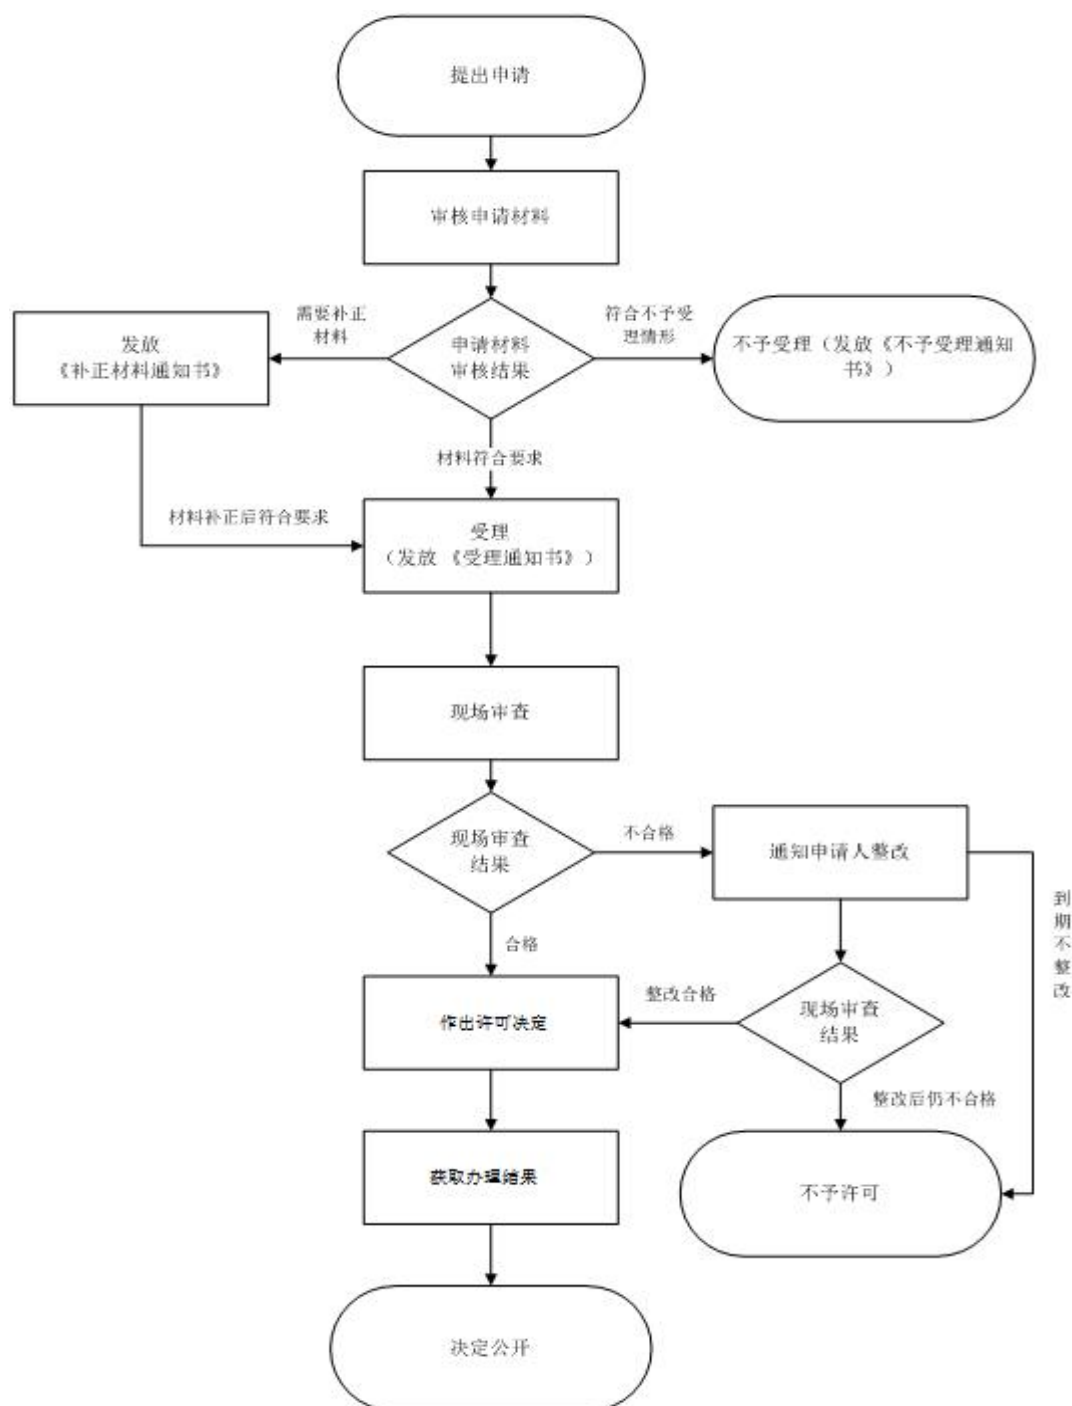 提出申请
审核申请材料
需要补正
材料
符合不予受
理情形
发放
《补正材料通知书》
申请材料
审核结果
不予受理（发放《不予受理通知
书》）
材料符合要求
材料补正后符合要求
受理
（发放 《受理通知书》）
现场审查
现场审查
结果
不合格
通知申请人整改
到
期
不
整
改
合格
作出许可决定
整改合格
现场审查
结果
整改后仍不合格
获取办理结果
不予许可
决定公开